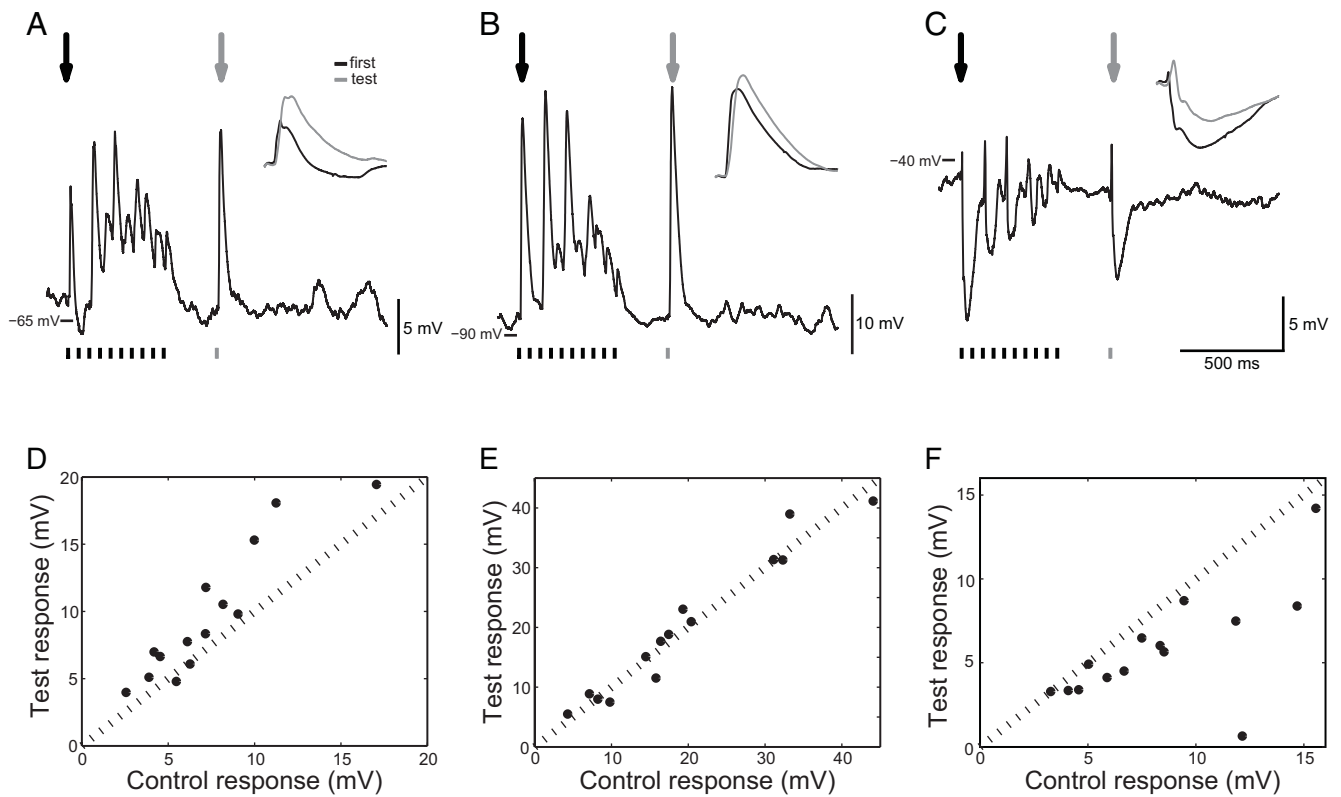 A
first
test
−65 mV
5 mV
B
−90 mV
10 mV
C
−40 mV
5 mV
500 ms
D
20
15
10
5
0
Test response (mV)
0
5
10
15
20
Control response (mV)
E
40
30
20
10
0
Test response (mV)
0
10
20
30
40
Control response (mV)
F
15
10
5
0
Test response (mV)
0
5
10
15
Control response (mV)